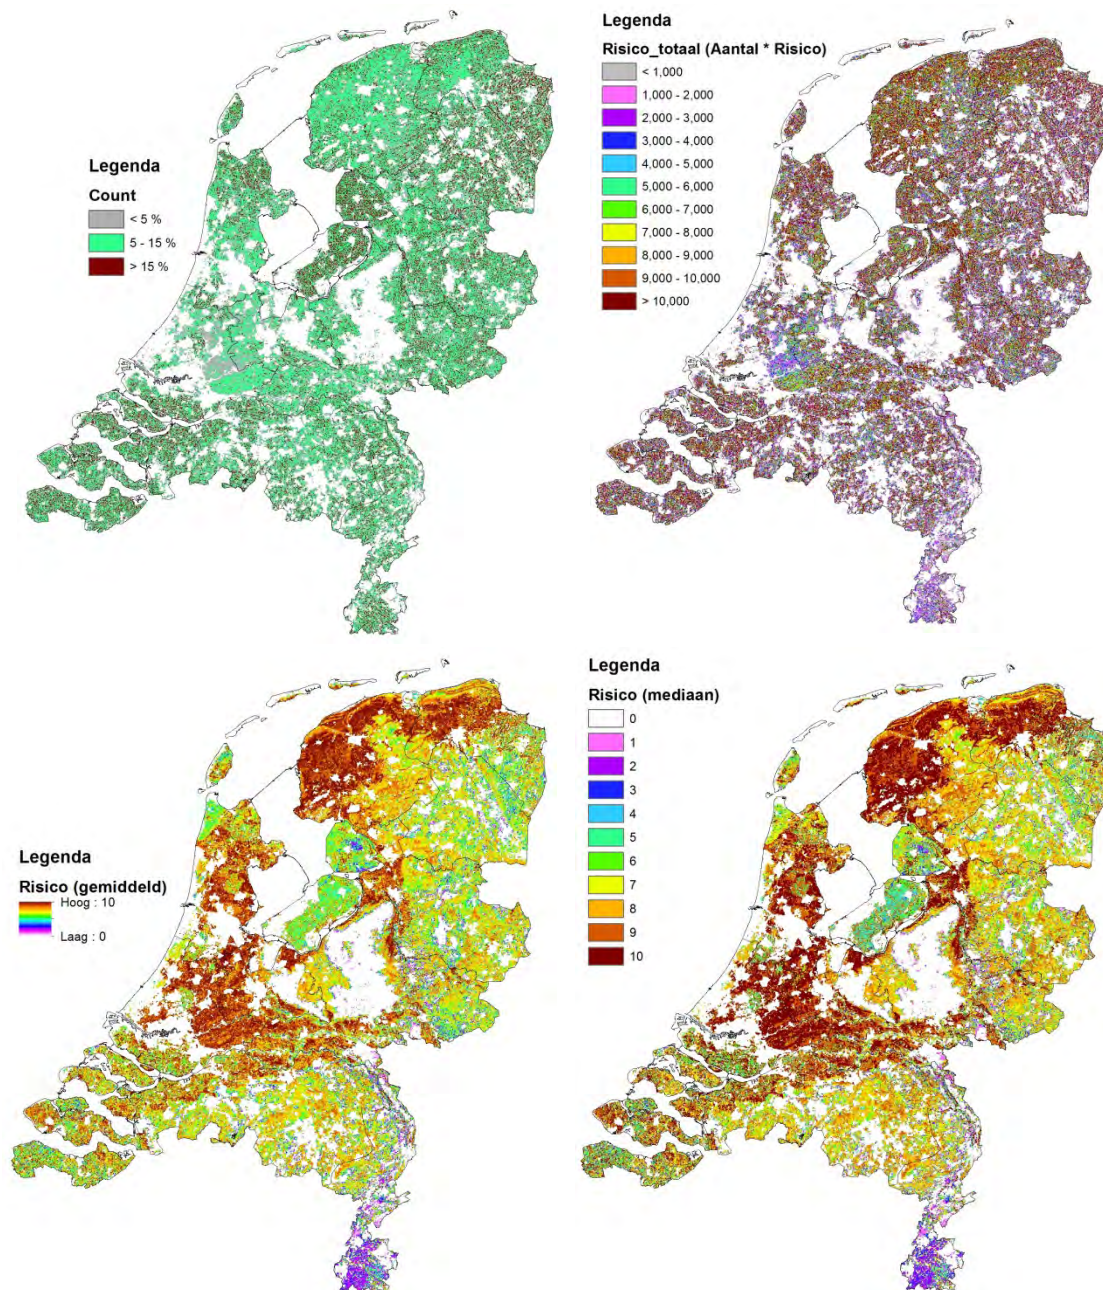 Legenda
Count
< 5 %
5 - 15 %
> 15 %
Legenda
Risico_totaal (Aantal * Risico)
< 1,000
1,000 - 2,000
2,000 - 3,000
3,000 - 4,000
4,000 - 5,000
5,000 - 6,000
6,000 - 7,000
7,000 - 8,000
8,000 - 9,000
9,000 - 10,000
> 10,000
Legenda
Risico (gemiddeld)
Hoog : 10
Laag : 0
Legenda
Risico (mediaan)
0
1
2
3
4
5
6
7
8
9
10